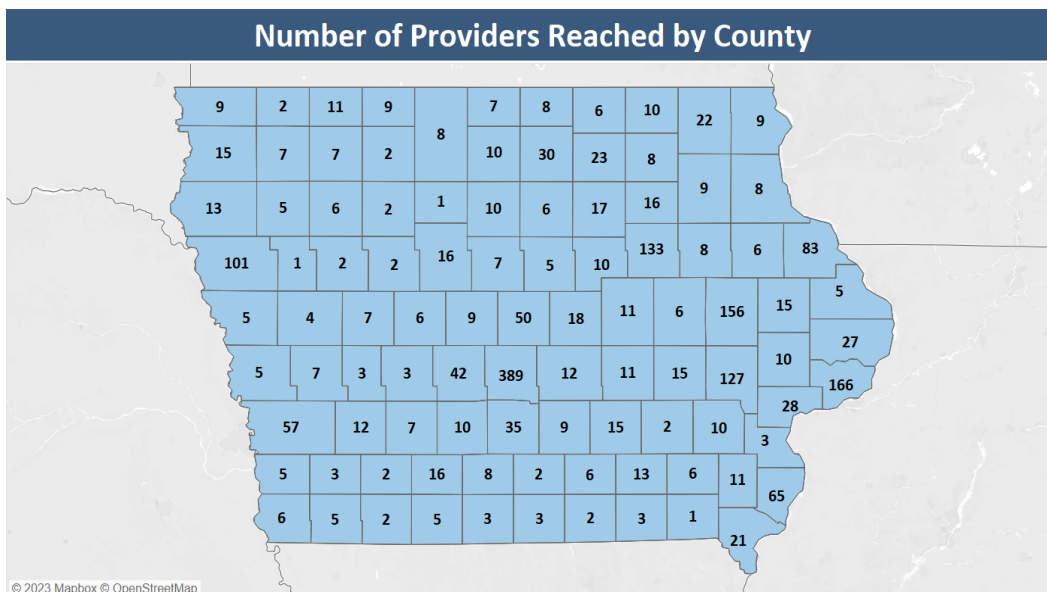 Number of Providers Reached by County
9 2 11 9 7 8 6 10 22 9
8
15 7 7 2 10 30 23 8
13 5 6 2 1 10 6 17 16 9 8
101 1 2 2 16 7 5 10 133 8 6 83
5 4 7 6 9 50 18 11 6 156 15 5
27
5 7 3 3 42 389 12 11 15 127 10 166
28
57 12 7 10 35 9 15 2 10 3
5 3 2 16 8 2 6 13 6 11 65
6 5 2 5 3 3 2 3 1 21
© 2023 Mapbox © OpenStreetMap